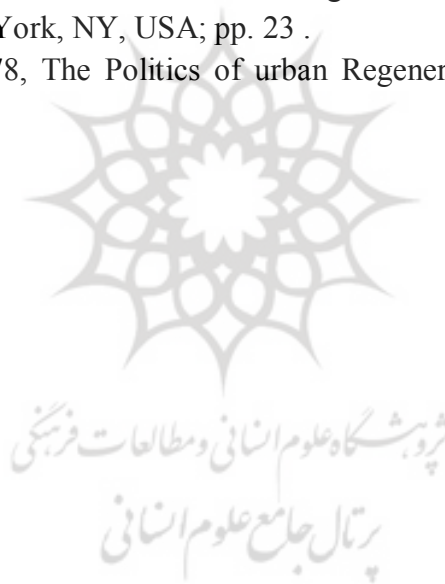 York, NY, USA; pp. 23 .
78, The Politics of urban Regener
پژوهشگاه علوم انسانی و مطالعات فرهنگی
پرتال جامع علوم انسانی